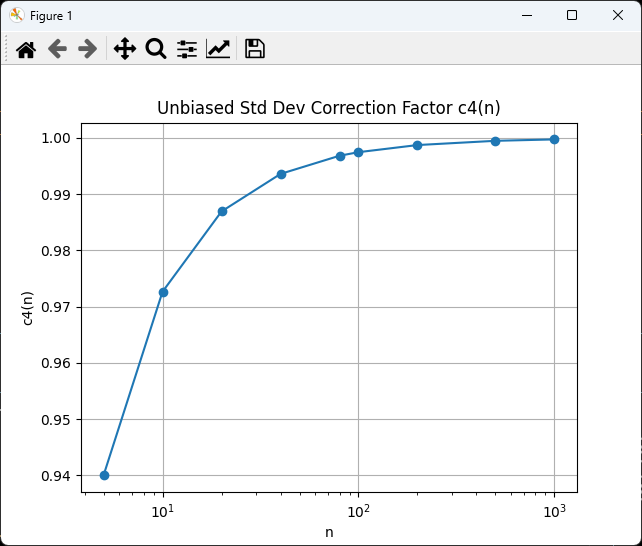 Figure 1
Unbiased Std Dev Correction Factor c4(n)
1.00
0.99
0.98
0.97
0.96
0.95
0.94
c4(n)
10¹
10²
10³
n